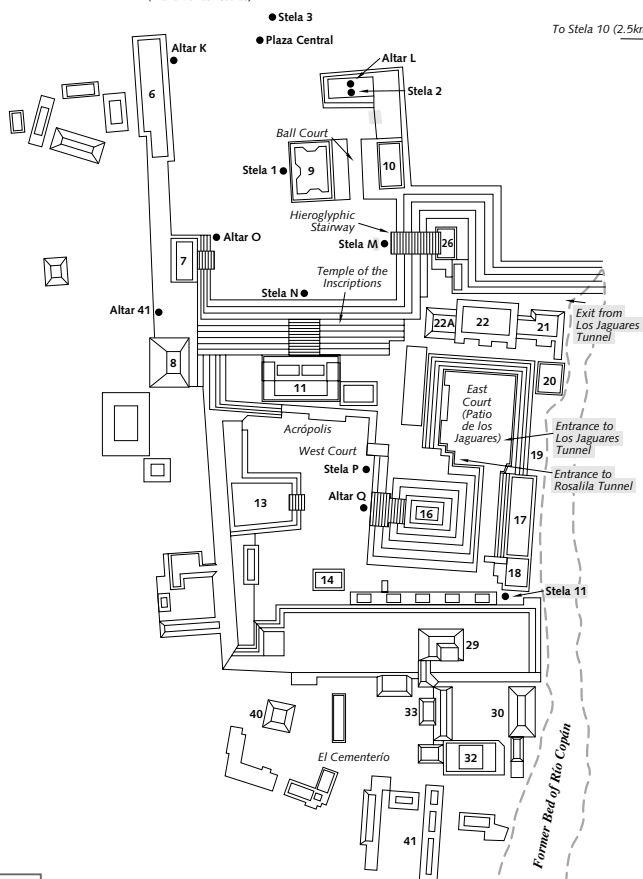 Stela 3
Plaza Central
To Stela 10 (2.5km
Altar K
Altar L
6
Stela 2
Ball Court
Stela 1
9
10
Hieroglyphic
Stairway
Altar O
Stela M
26
7
Temple of the
Inscriptions
Stela N
Altar 41
22A
22
21
Exit from
Los Jaguares
Tunnel
8
11
20
East
Court
(Patio
de los
Jaguares)
Acrópolis
West Court
19
Entrance to
Los Jaguares
Tunnel
Stela P
Entrance to
Rosalila Tunnel
13
Altar Q
16
17
14
18
Stela 11
29
40
33
30
32
El Cementerío
41
Former Bed of Río Copán